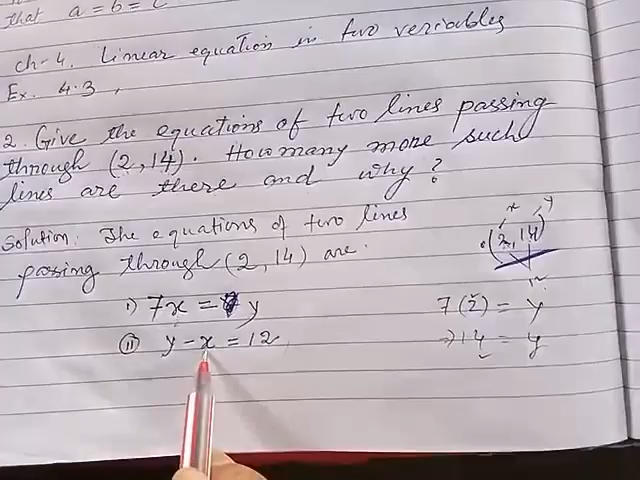 that a = b = c
ch-4. Linear equation in two veriables
Ex. 4.3,
2. Give the equations of two lines passing
through (2, 14). How many more such
lines are there and why?
Solution: The equations of two lines
passing through (2, 14) are.
i) 7x = y
(ii) y - x = 12
x y
(2, 14)
12
7(2) = y
⇒ 14 = y